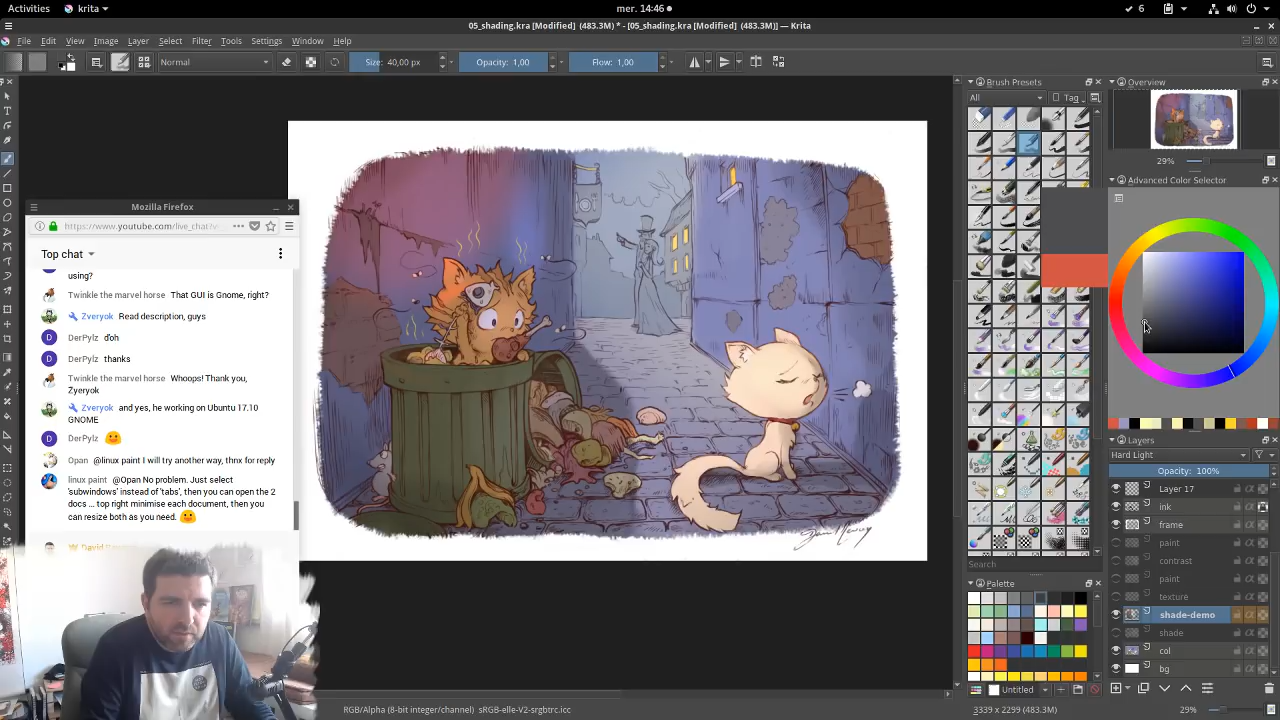 Activities
krita
mer. 14:46
6
05_shading.kra [Modified] (483.3M) * - [05_shading.kra [Modified] (483.3M)] - Krita
File Edit View Image Layer Select Filter Tools Settings Window Help
Normal
Size: 40,00 px
Opacity: 1,00
Flow: 1,00
Mozilla Firefox
https://www.youtube.com/live_chat?v
Top chat
using?
Twinkle the marvel horse That GUI is Gnome, right?
Zveryok Read description, guys
DerPylz d'oh
DerPylz thanks
Twinkle the marvel horse Whoops! Thank you,
Zyeryok
Zveryok and yes, he working on Ubuntu 17.10
GNOME
DerPylz
Opan @linux paint I will try another way, thnx for reply
linux paint @Opan No problem. Just select
'subwindows' instead of 'tabs', then you can open the 2
docs ... top right minimise each document, then you
can resize both as you need.
Brush Presets
All
Tag
Search
Palette
Untitled
Overview
29%
Advanced Color Selector
Layers
Hard Light
Opacity: 100%
Layer 17
ink
frame
paint
contrast
paint
texture
shade-demo
shade
col
bg
RGB/Alpha (8-bit integer/channel) sRGB-elle-V2-srgbtrc.icc
3339 x 2299 (483.3M)
29%